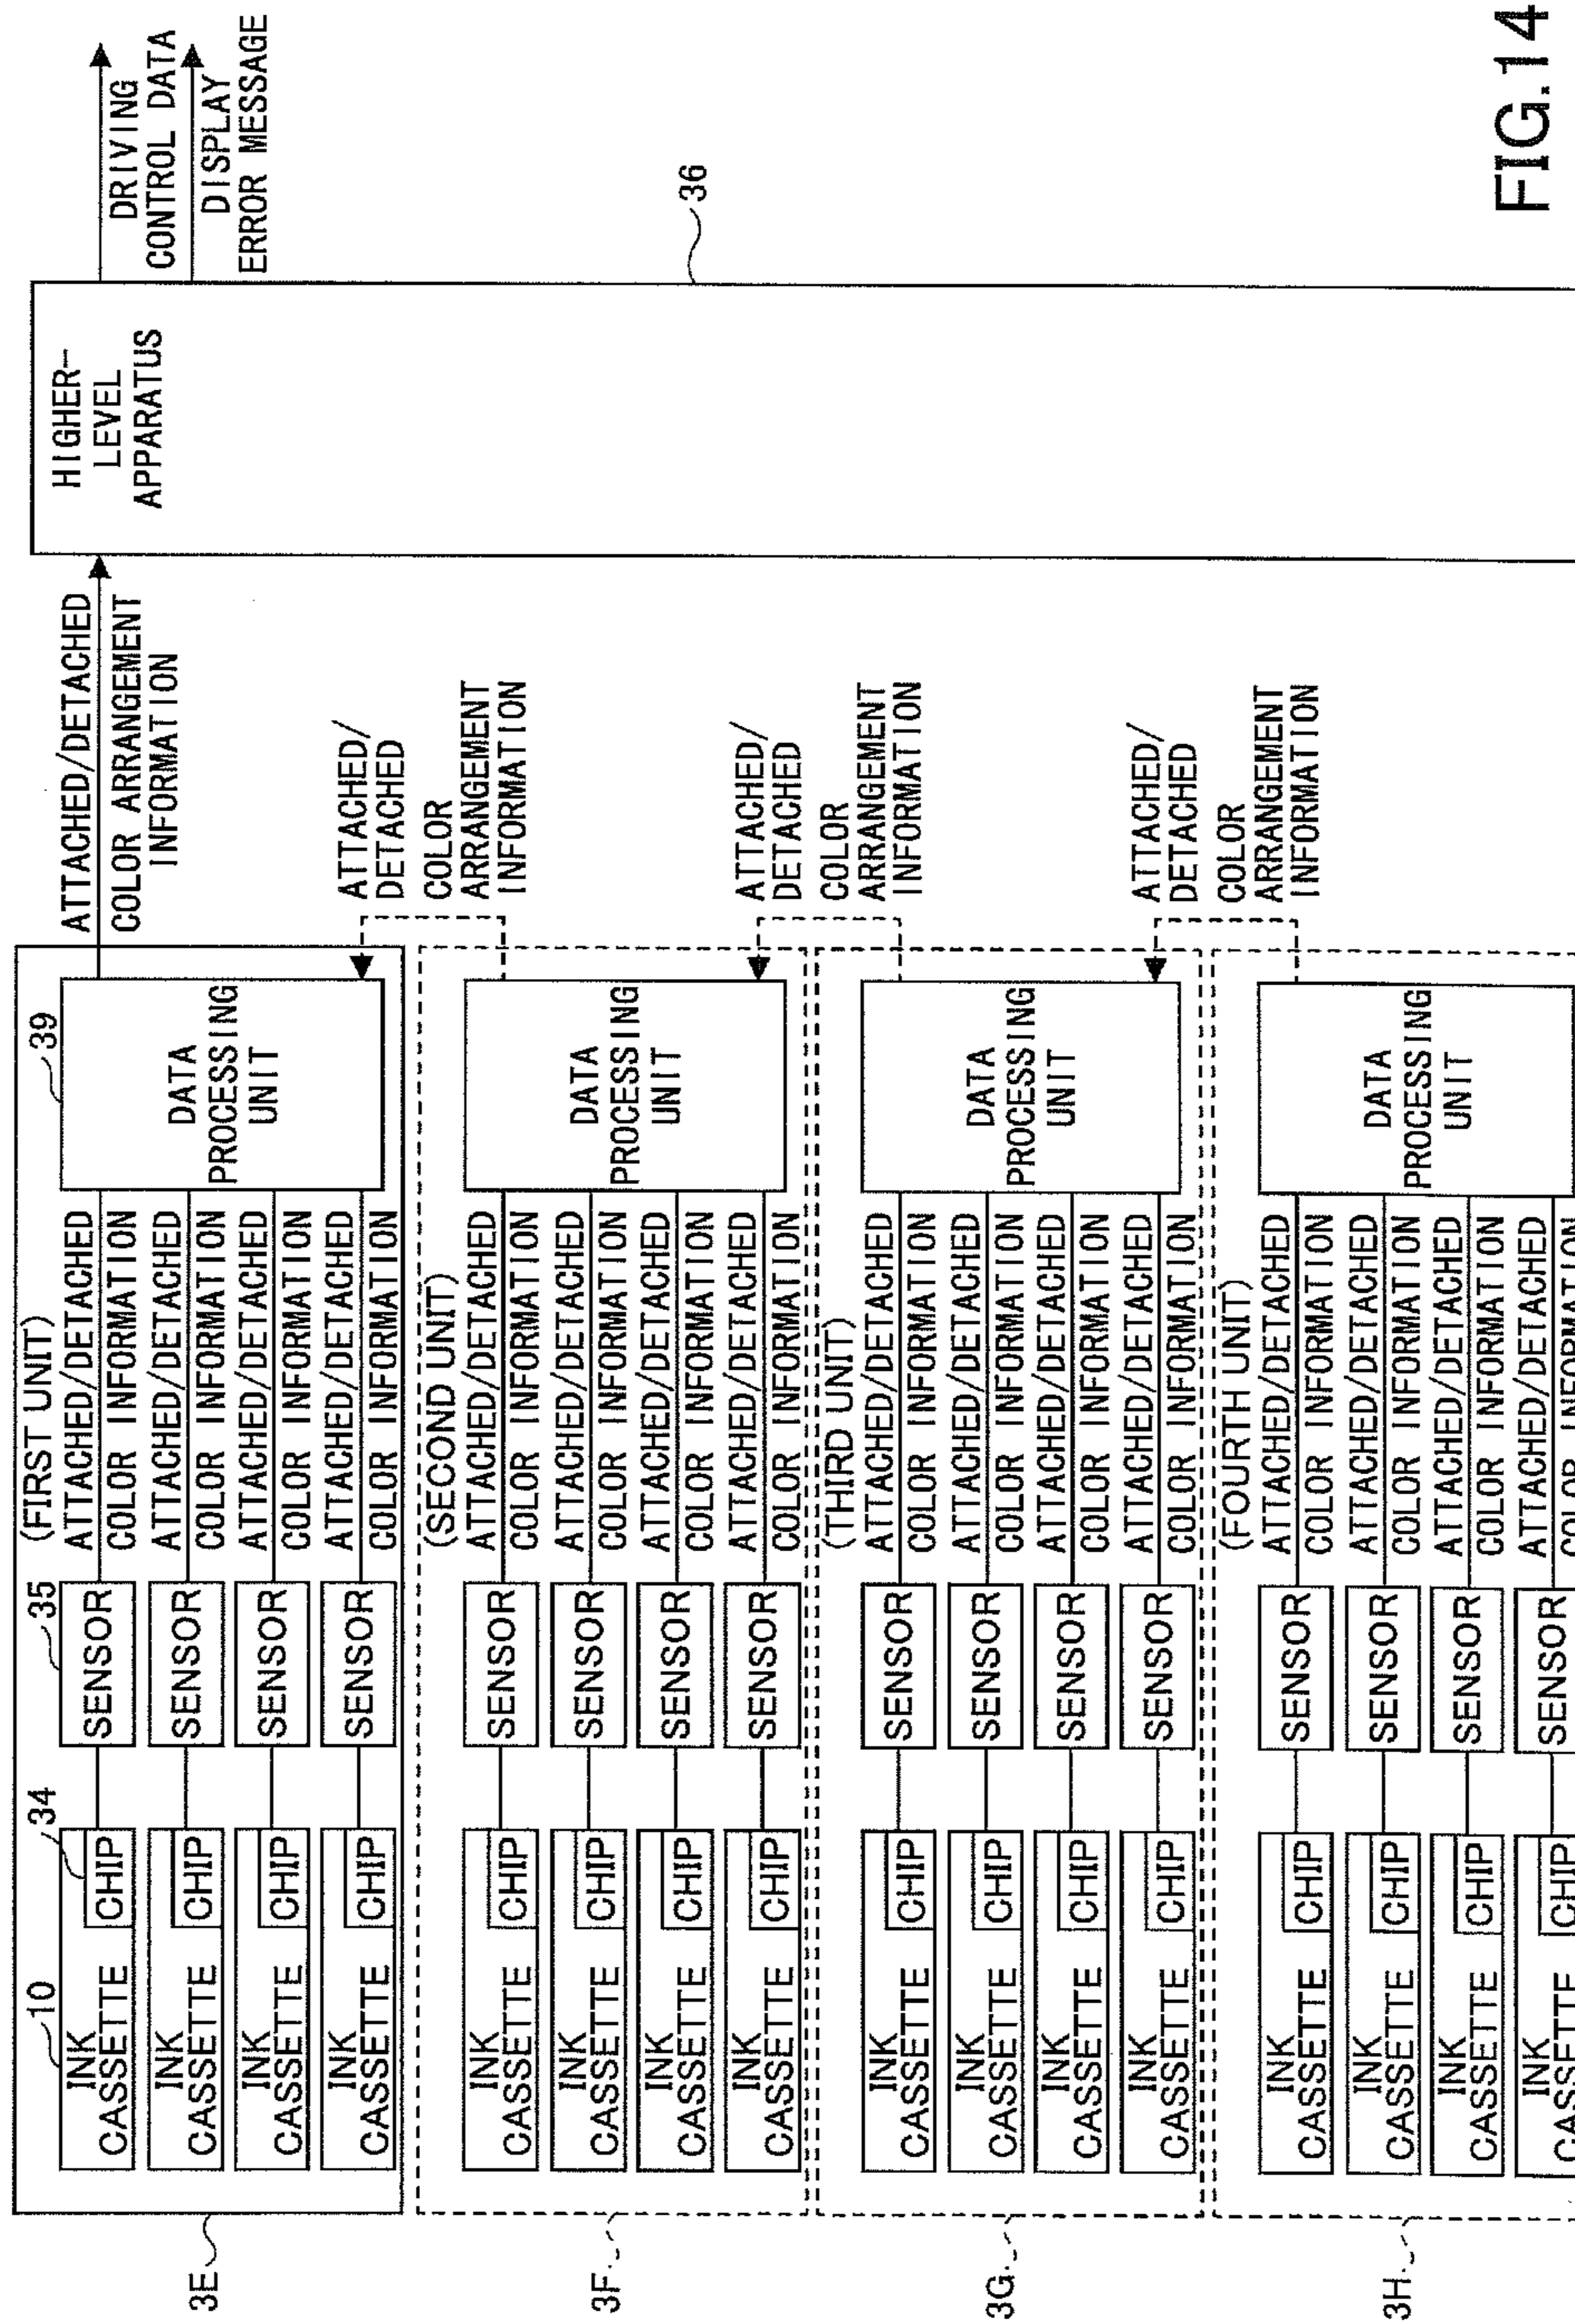 HIGHER-
LEVEL
APPARATUS
DRIVING
CONTROL DATA
DISPLAY
ERROR MESSAGE
36
ATTACHED/DETACHED
COLOR ARRANGEMENT
INFORMATION
3E
(FIRST UNIT)
10
34
35
39
INK
CASSETTE
CHIP
SENSOR
ATTACHED/DETACHED
COLOR INFORMATION
INK
CASSETTE
CHIP
SENSOR
ATTACHED/DETACHED
COLOR INFORMATION
INK
CASSETTE
CHIP
SENSOR
ATTACHED/DETACHED
COLOR INFORMATION
INK
CASSETTE
CHIP
SENSOR
ATTACHED/DETACHED
COLOR INFORMATION
DATA
PROCESSING
UNIT
ATTACHED/
DETACHED
COLOR
ARRANGEMENT
INFORMATION
3F
(SECOND UNIT)
INK
CASSETTE
CHIP
SENSOR
ATTACHED/DETACHED
COLOR INFORMATION
INK
CASSETTE
CHIP
SENSOR
ATTACHED/DETACHED
COLOR INFORMATION
INK
CASSETTE
CHIP
SENSOR
ATTACHED/DETACHED
COLOR INFORMATION
INK
CASSETTE
CHIP
SENSOR
ATTACHED/DETACHED
COLOR INFORMATION
DATA
PROCESSING
UNIT
ATTACHED/
DETACHED
COLOR
ARRANGEMENT
INFORMATION
3G
(THIRD UNIT)
INK
CASSETTE
CHIP
SENSOR
ATTACHED/DETACHED
COLOR INFORMATION
INK
CASSETTE
CHIP
SENSOR
ATTACHED/DETACHED
COLOR INFORMATION
INK
CASSETTE
CHIP
SENSOR
ATTACHED/DETACHED
COLOR INFORMATION
INK
CASSETTE
CHIP
SENSOR
ATTACHED/DETACHED
COLOR INFORMATION
DATA
PROCESSING
UNIT
ATTACHED/
DETACHED
COLOR
ARRANGEMENT
INFORMATION
3H
(FOURTH UNIT)
INK
CASSETTE
CHIP
SENSOR
ATTACHED/DETACHED
COLOR INFORMATION
INK
CASSETTE
CHIP
SENSOR
ATTACHED/DETACHED
COLOR INFORMATION
INK
CASSETTE
CHIP
SENSOR
ATTACHED/DETACHED
COLOR INFORMATION
INK
CASSETTE
CHIP
SENSOR
ATTACHED/DETACHED
COLOR INFORMATION
DATA
PROCESSING
UNIT
FIG.14